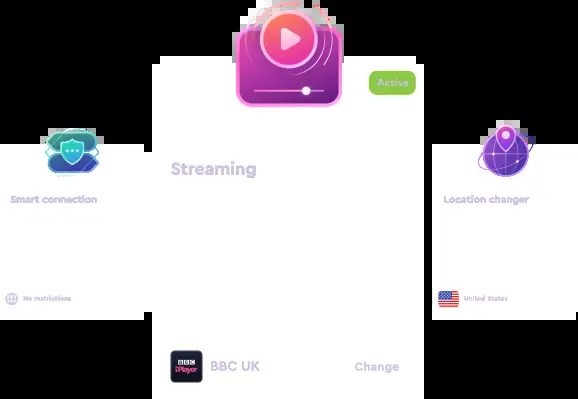 Active
Streaming
Smart connection
Location changer
No restrictions
United States
BBC
iPlayer
BBC UK
Change